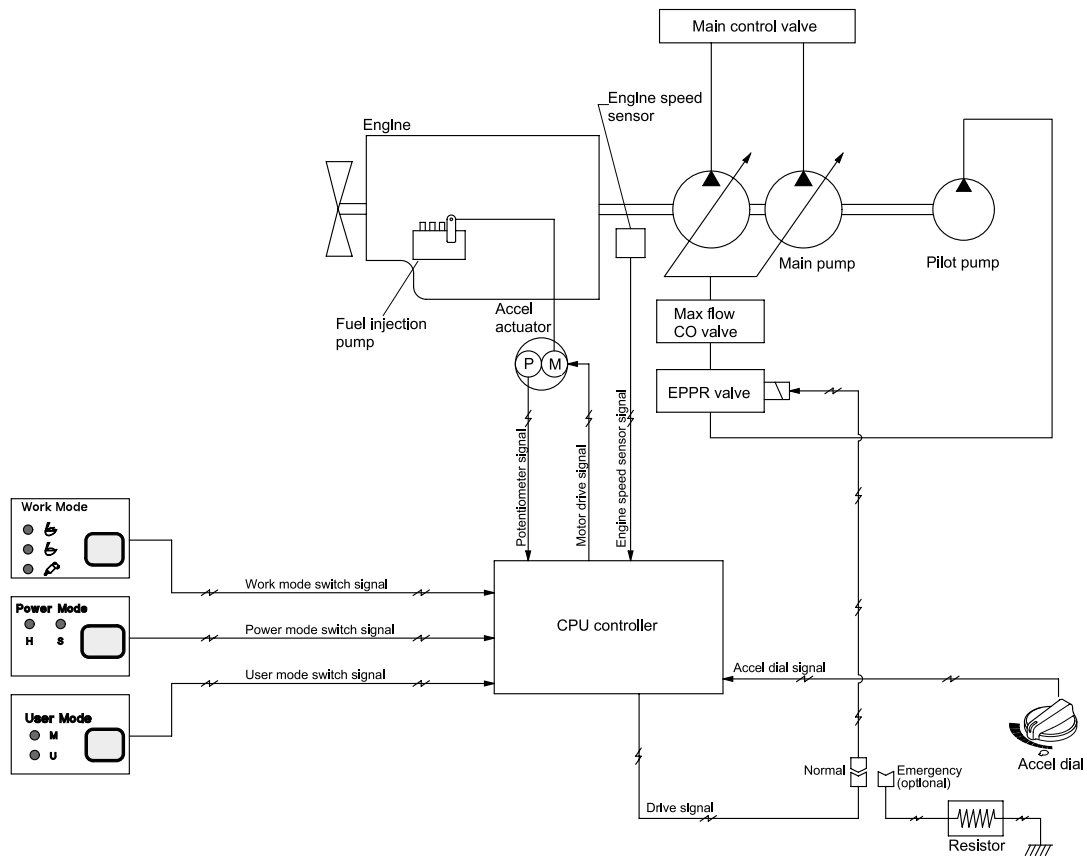 Main control valve
Engine speed
sensor
Engine
Main pump
Pilot pump
Fuel injection
pump
Accel
actuator
Max flow
CO valve
P
M
EPPR valve
Potentiometer signal
Motor drive signal
Engine speed sensor signal
Work Mode
Work mode switch signal
Power Mode
H
S
Power mode switch signal
CPU controller
User mode switch signal
Accel dial signal
User Mode
M
U
Accel dial
Normal
Emergency
(optional)
Drive signal
Resistor